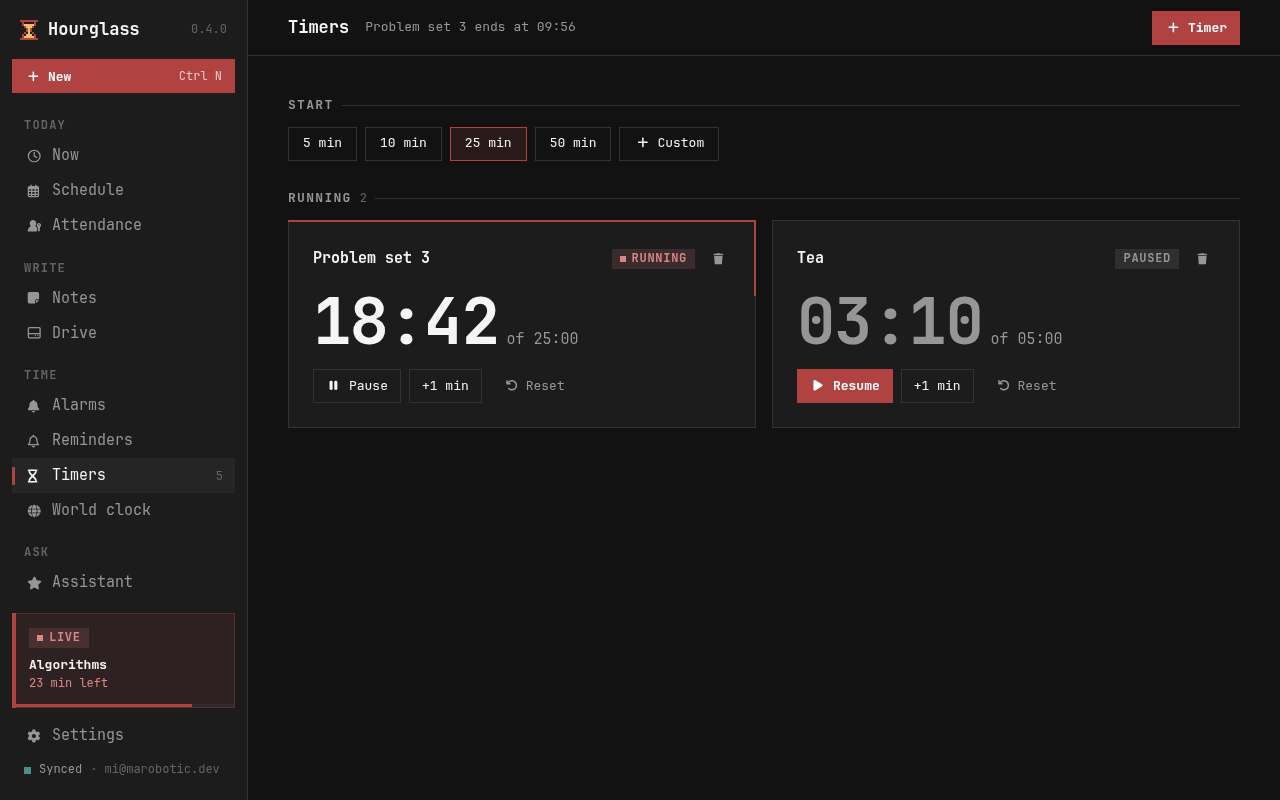 Hourglass 0.4.0
New Ctrl N
TODAY
Now
Schedule
Attendance
WRITE
Notes
Drive
TIME
Alarms
Reminders
Timers 5
World clock
ASK
Assistant
LIVE
Algorithms
23 min left
Settings
Synced · mi@marobotic.dev
Timers Problem set 3 ends at 09:56
Timer
START
5 min 10 min 25 min 50 min Custom
RUNNING 2
Problem set 3 RUNNING
18:42 of 25:00
Pause +1 min Reset
Tea PAUSED
03:10 of 05:00
Resume +1 min Reset